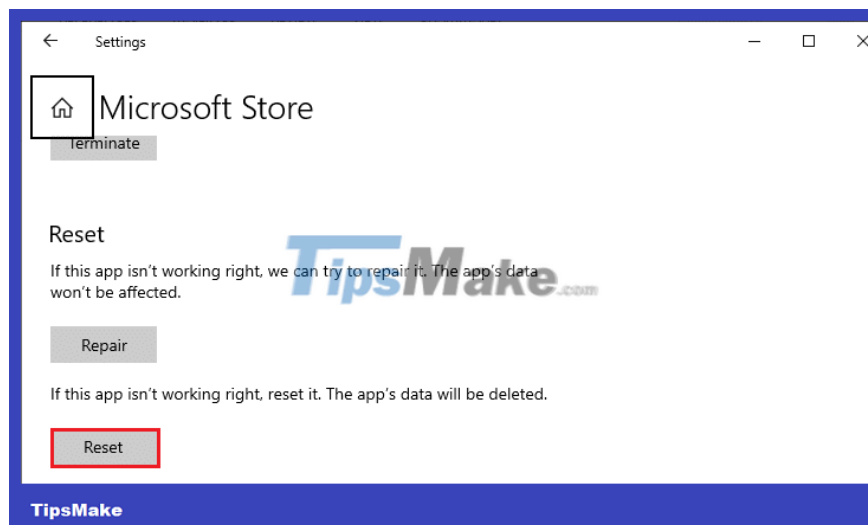 Settings
Microsoft Store
Terminate
Reset
If this app isn't working right, we can try to repair it. The app's data
won't be affected.
TipsMake.com
Repair
If this app isn't working right, reset it. The app's data will be deleted.
Reset
TipsMake